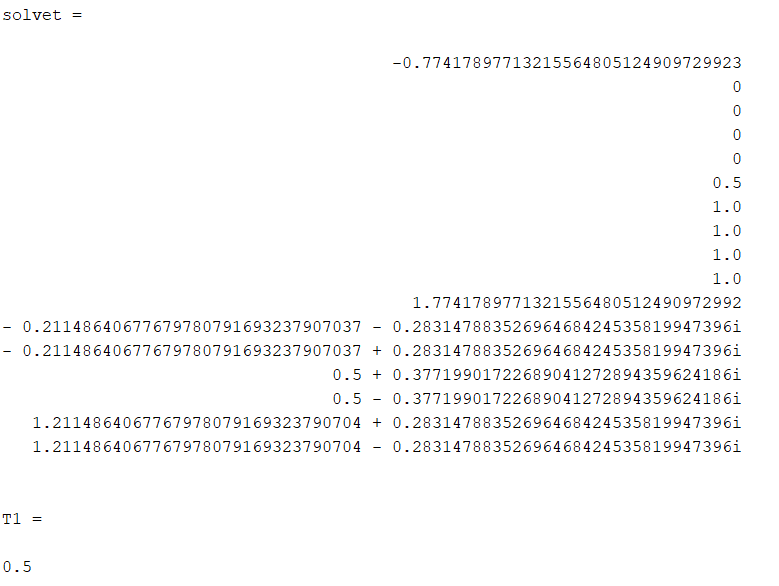 solvet =
-0.77417897713215564805124909729923
0
0
0
0
0.5
1.0
1.0
1.0
1.0
1.7741789771321556480512490972992
- 0.21148640677679780791693237907037 - 0.28314788352696468424535819947396i
- 0.21148640677679780791693237907037 + 0.28314788352696468424535819947396i
0.5 + 0.37719901722689041272894359624186i
0.5 - 0.37719901722689041272894359624186i
1.2114864067767978079169323790704 + 0.28314788352696468424535819947396i
1.2114864067767978079169323790704 - 0.28314788352696468424535819947396i
T1 =
0.5